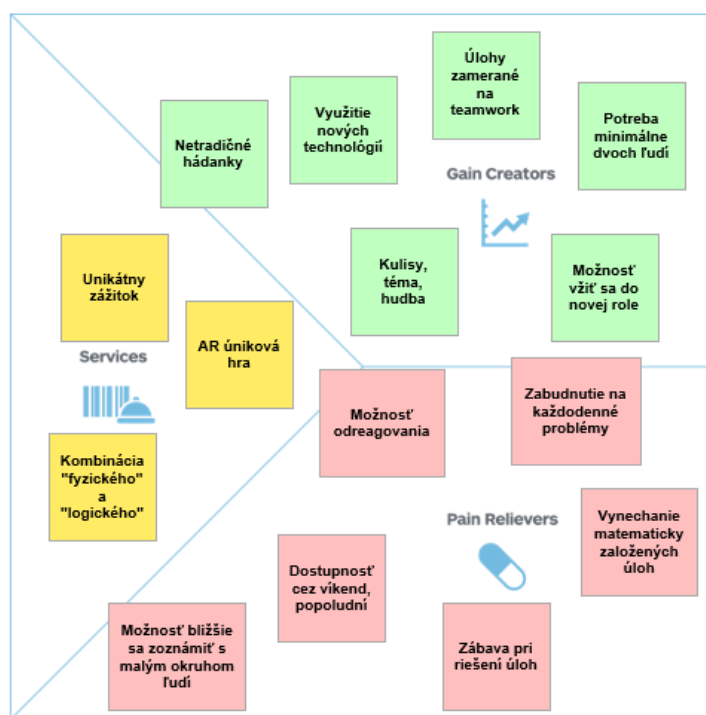 Úlohy
zamerané
na
teamwork
Využitie
nových
technológií
Potreba
minimálne
dvoch ľudí
Netradičné
hádanky
Gain Creators
Kulisy,
téma,
hudba
Možnosť
vžiť sa do
novej role
Unikátny
zážitok
AR úniková
hra
Services
Kombinácia
"fyzického"
a
"logického"
Možnosť
odreagovania
Zabudnutie na
každodenné
problémy
Pain Relievers
Vynechanie
matematicky
založených
úloh
Dostupnosť
cez víkend,
popoludní
Možnosť bližšie
sa zoznámiť s
malým okruhom
ľudí
Zábava pri
riešení úloh